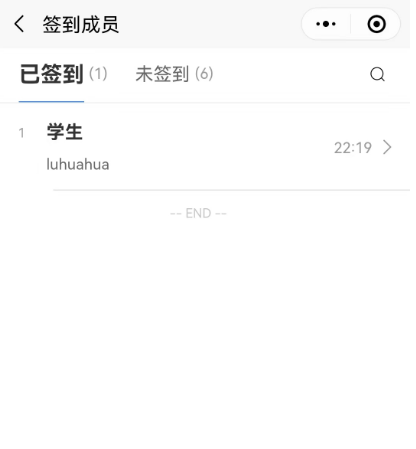 签到成员
已签到 (1) 未签到 (6)
1 学生 22:19
luhuahua
-- END --